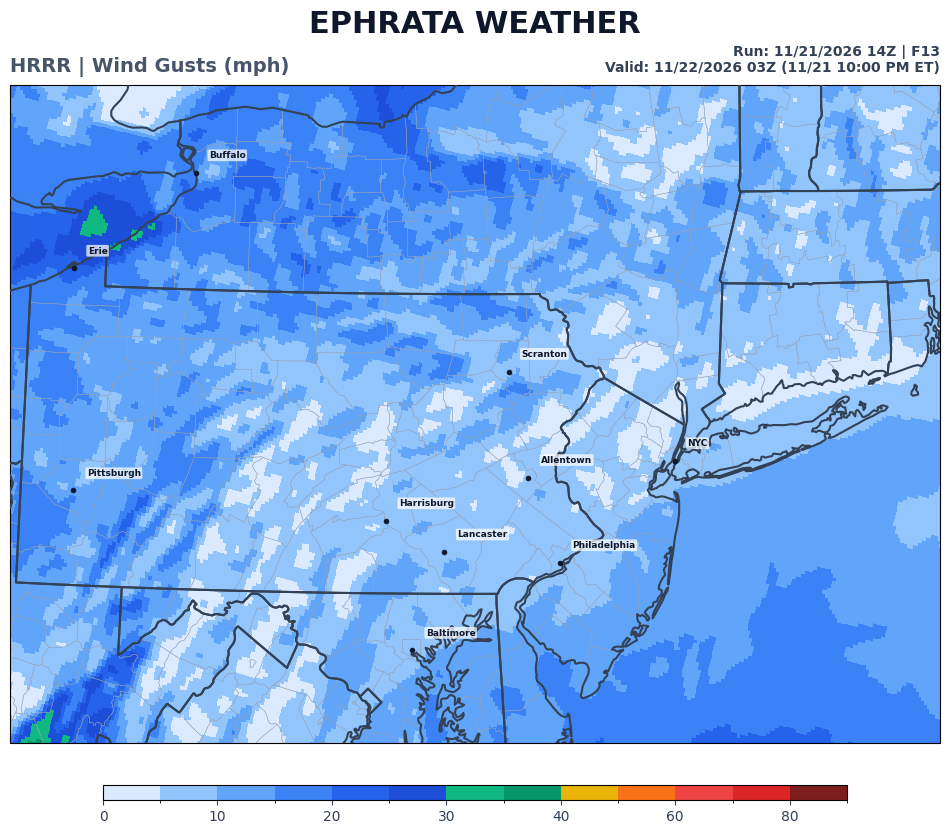 EPHRATA WEATHER
Run: 11/21/2026 14Z | F13
HRRR | Wind Gusts (mph)
Valid: 11/22/2026 03Z (11/21 10:00 PM ET)
Buffalo
Erie
Scranton
NYC
Allentown
Pittsburgh
Harrisburg
Lancaster
Philadelphia
Baltimore
0 10 20 30 40 50 60 70 80